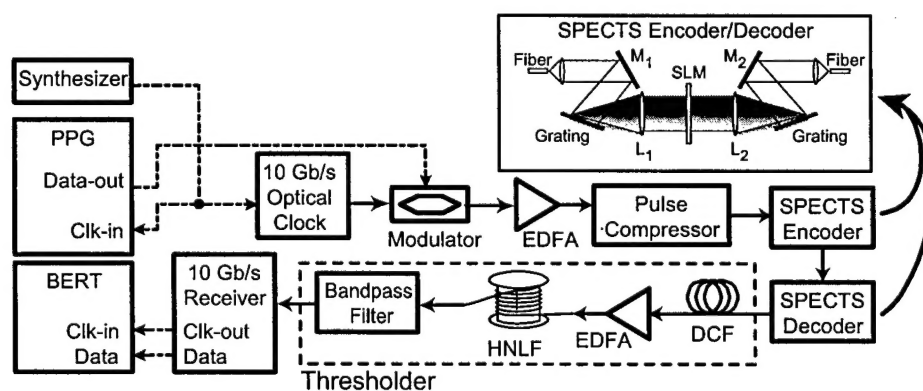 SPECTS Encoder/Decoder
Fiber
M1
SLM
M2
Fiber
Grating
L1
L2
Grating
Synthesizer
PPG
Data-out
Clk-in
10 Gb/s
Optical
Clock
Modulator
EDFA
Pulse
Compressor
SPECTS
Encoder
BERT
Clk-in
Data
10 Gb/s
Receiver
Clk-out
Data
Bandpass
Filter
HNLF
EDFA
DCF
SPECTS
Decoder
Thresholder